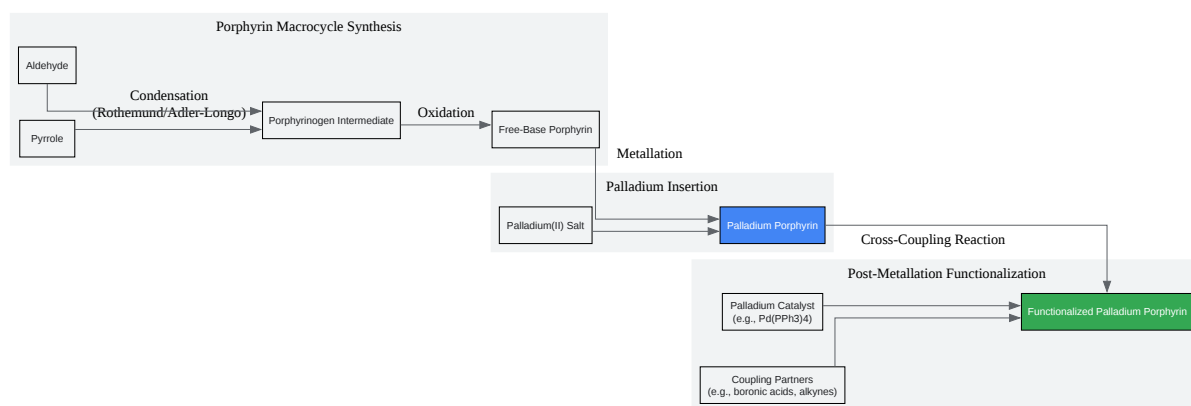 Porphyrin Macrocycle Synthesis
Aldehyde
Condensation
(Rothemund/Adler-Longo)
Pyrrole
Porphyrinogen Intermediate
Oxidation
Free-Base Porphyrin
Metallation
Palladium Insertion
Palladium(II) Salt
Palladium Porphyrin
Cross-Coupling Reaction
Post-Metallation Functionalization
Palladium Catalyst
(e.g., Pd(PPh3)4)
Functionalized Palladium Porphyrin
Coupling Partners
(e.g., boronic acids, alkynes)